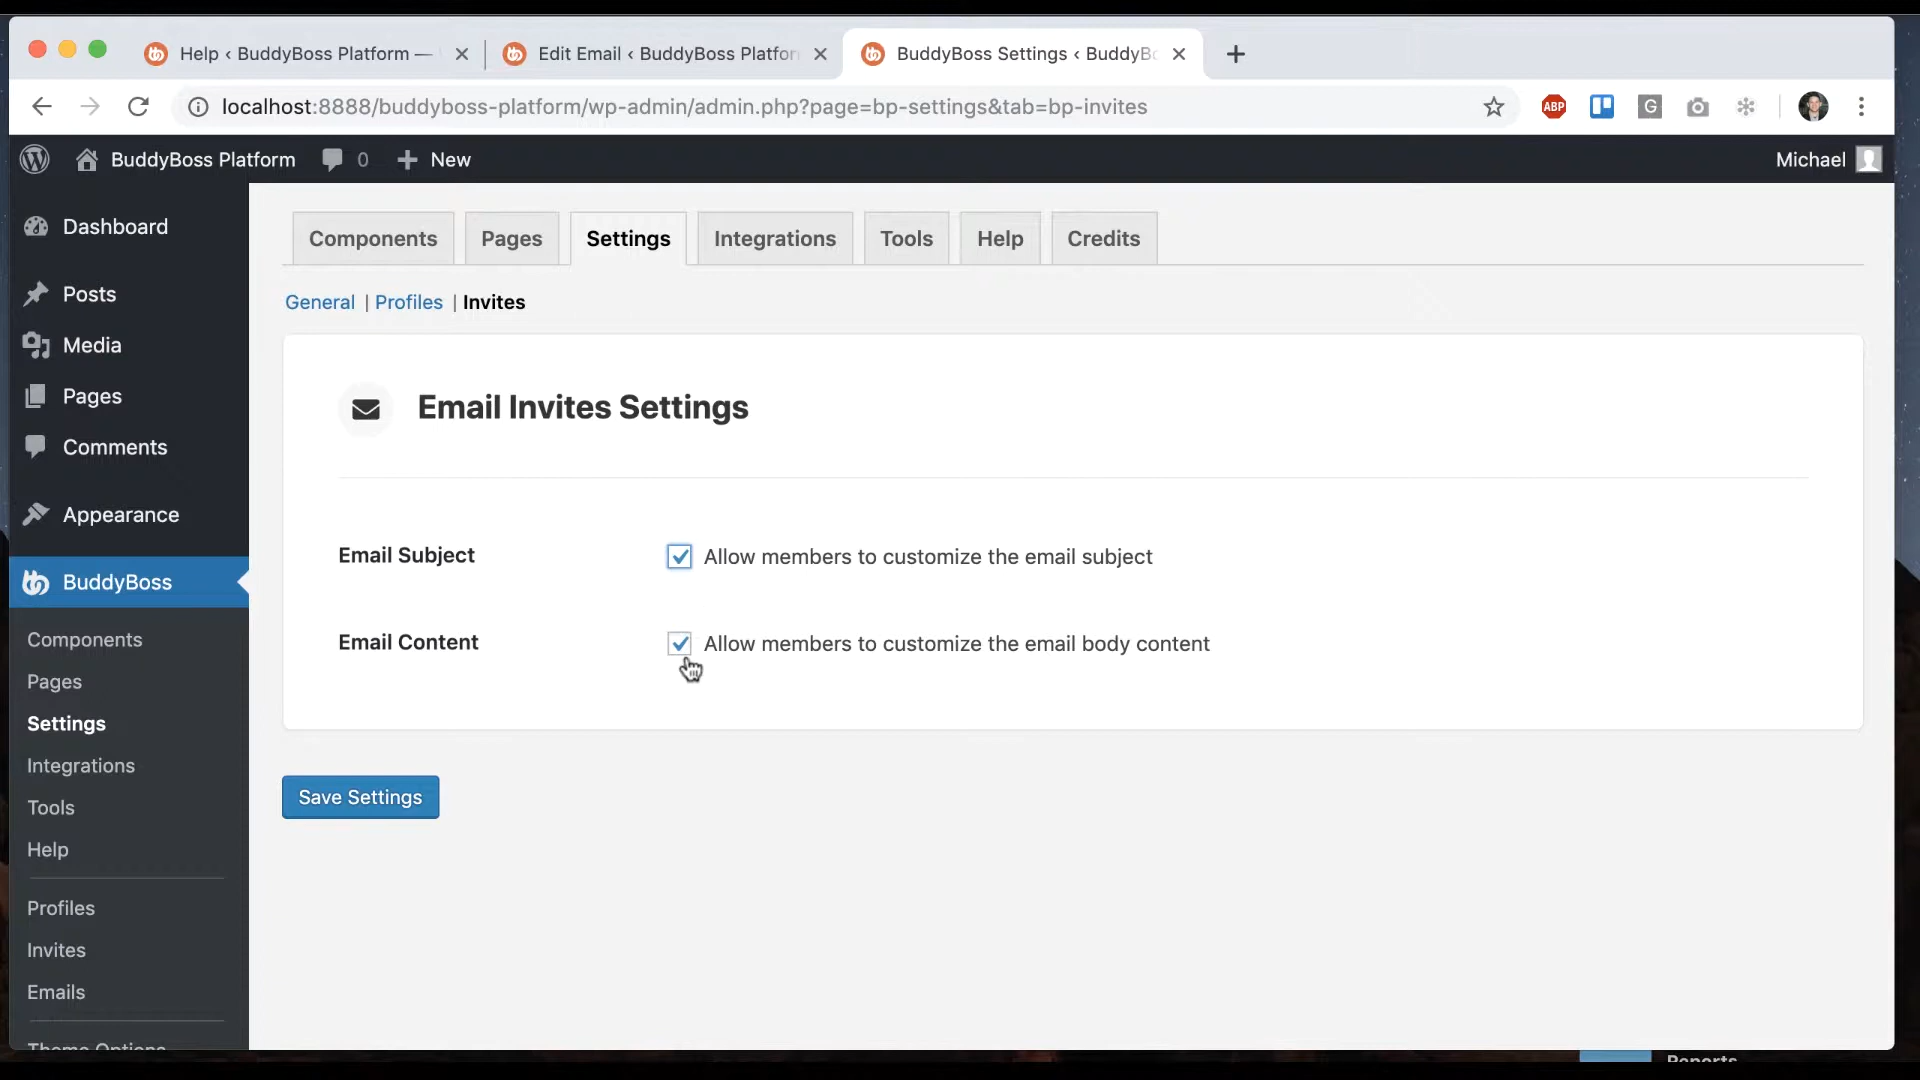 Help ‹ BuddyBoss Platform —
Edit Email ‹ BuddyBoss Platfor
BuddyBoss Settings ‹ BuddyB
localhost:8888/buddyboss-platform/wp-admin/admin.php?page=bp-settings&tab=bp-invites
ABP
G
BuddyBoss Platform
0
New
Michael
Dashboard
Posts
Media
Pages
Comments
Appearance
BuddyBoss
Components
Pages
Settings
Integrations
Tools
Help
Profiles
Invites
Emails
Theme Options
Components
Pages
Settings
Integrations
Tools
Help
Credits
General | Profiles | Invites
Email Invites Settings
Email Subject
Allow members to customize the email subject
Email Content
Allow members to customize the email body content
Save Settings
Reports